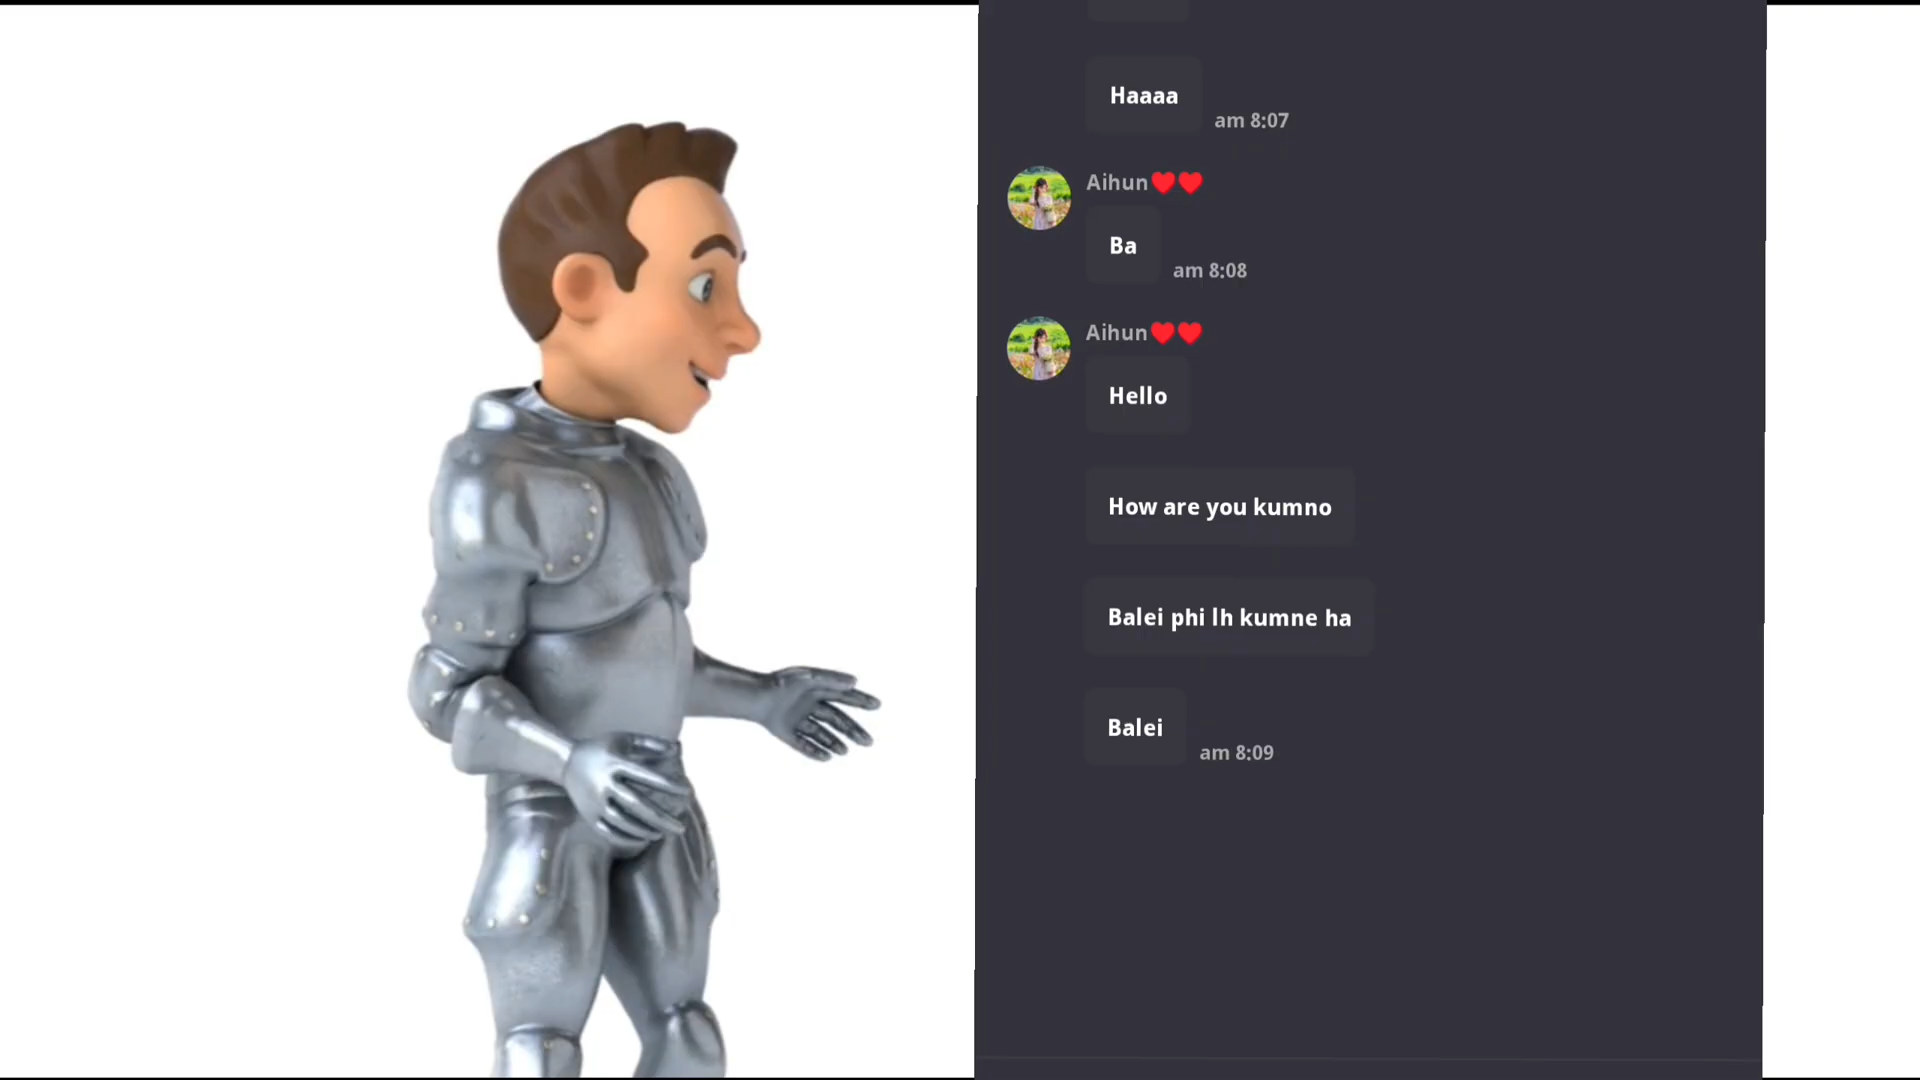 Haaaa
am 8:07
Aihun❤❤
Ba
am 8:08
Aihun❤❤
Hello
How are you kumno
Balei phi lh kumne ha
Balei
am 8:09